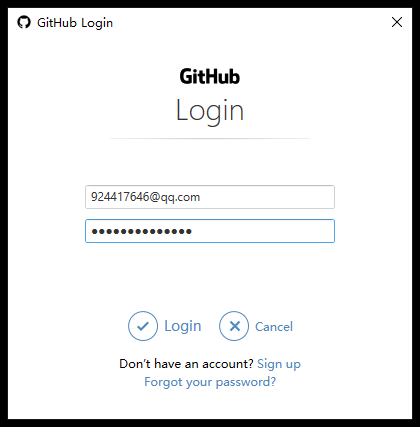 GitHub Login
GitHub
Login
924417646@qq.com
●●●●●●●●●●●●●●
Login Cancel
Don't have an account? Sign up
Forgot your password?